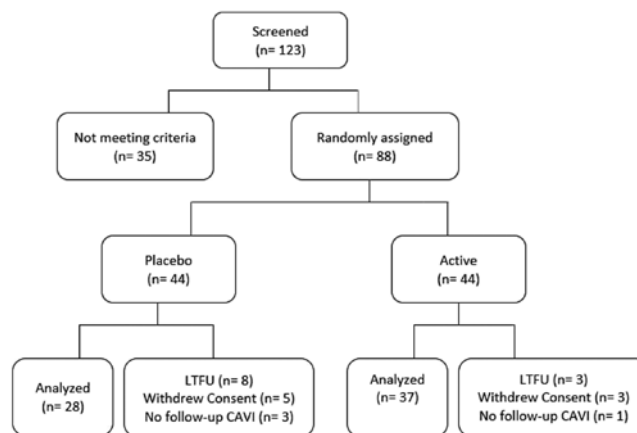 Screened
(n= 123)
Not meeting criteria
(n= 35)
Randomly assigned
(n= 88)
Placebo
(n= 44)
Active
(n= 44)
Analyzed
(n= 28)
LTFU (n= 8)
Withdrew Consent (n= 5)
No follow-up CAVI (n= 3)
Analyzed
(n= 37)
LTFU (n= 3)
Withdrew Consent (n= 3)
No follow-up CAVI (n= 1)